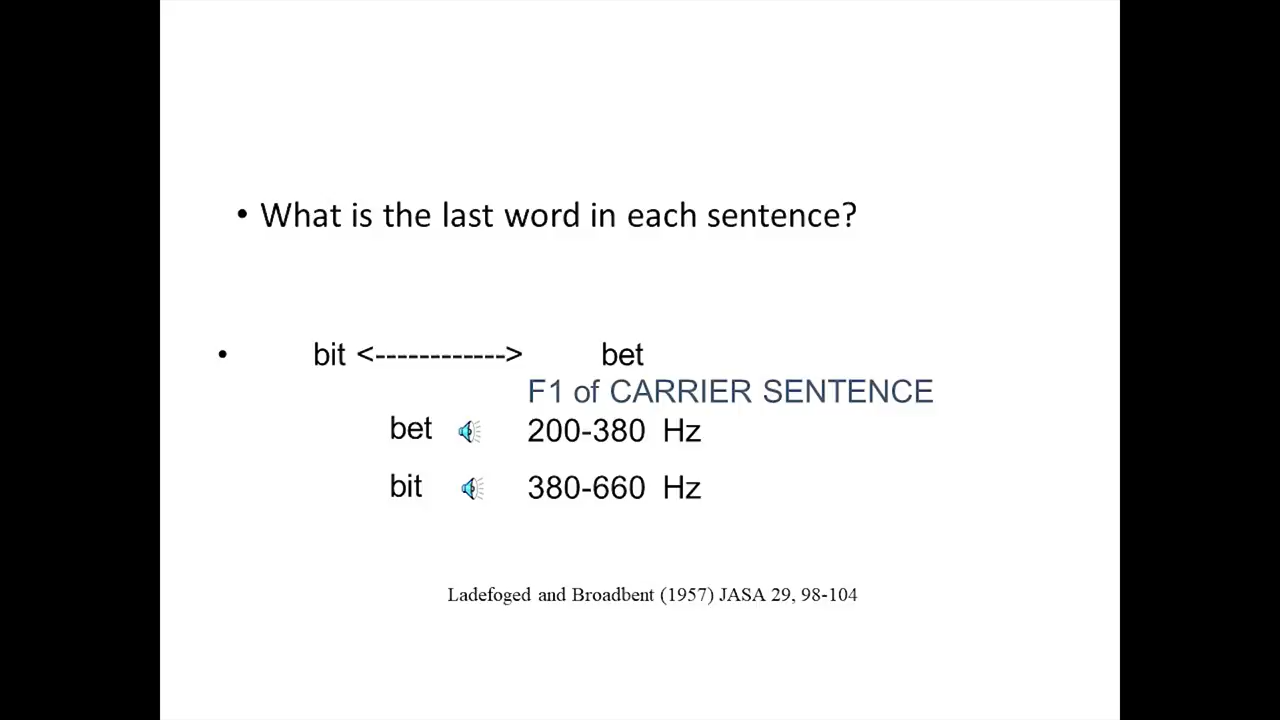 • What is the last word in each sentence?
• bit <------------> bet
F1 of CARRIER SENTENCE
bet 200-380 Hz
bit 380-660 Hz
Ladefoged and Broadbent (1957) JASA 29, 98-104